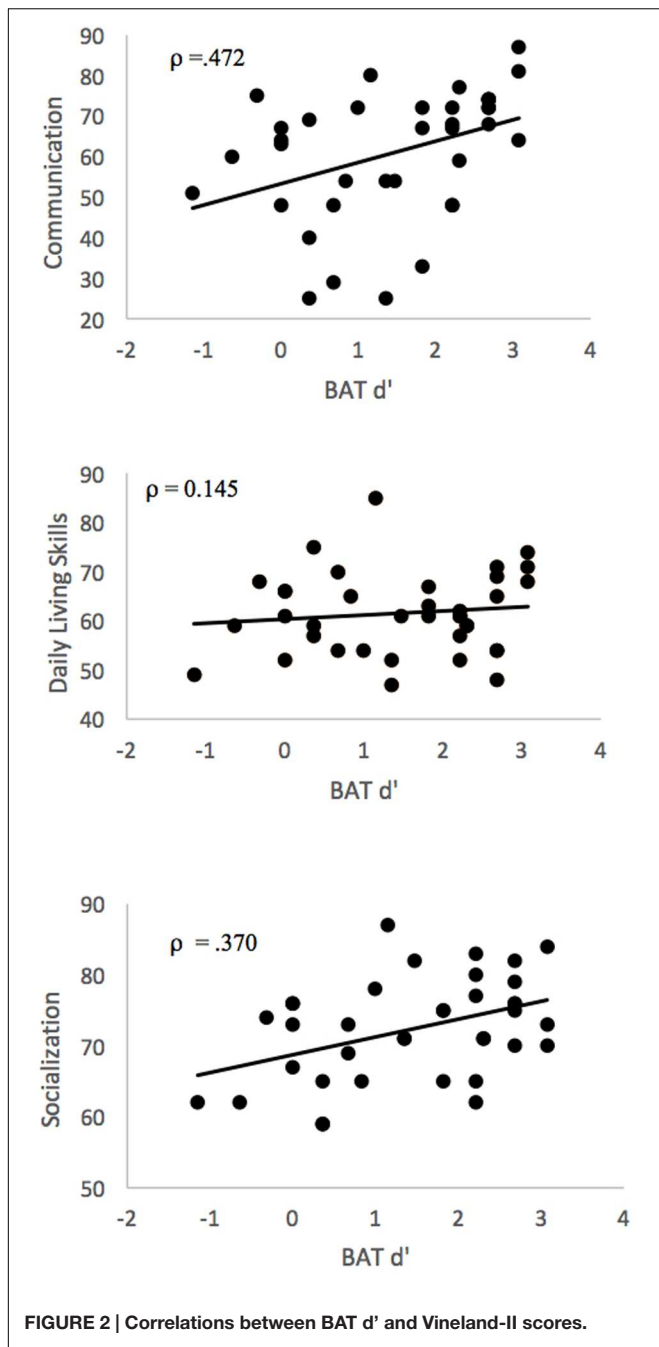 90
ρ =.472
80
70
60
50
40
30
20
Communication
-2 -1 0 1 2 3 4
BAT d'
90
ρ = 0.145
80
70
60
50
40
Daily Living Skills
-2 -1 0 1 2 3 4
BAT d'
90
ρ = .370
80
70
60
50
Socialization
-2 -1 0 1 2 3 4
BAT d'
FIGURE 2 | Correlations between BAT d’ and Vineland-II scores.